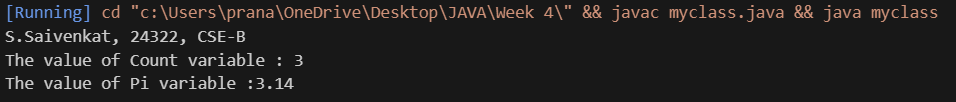 [Running] cd "c:\Users\prana\OneDrive\Desktop\JAVA\Week 4\" && javac myclass.java && java myclass
S.Saivenkat, 24322, CSE-B
The value of Count variable : 3
The value of Pi variable :3.14